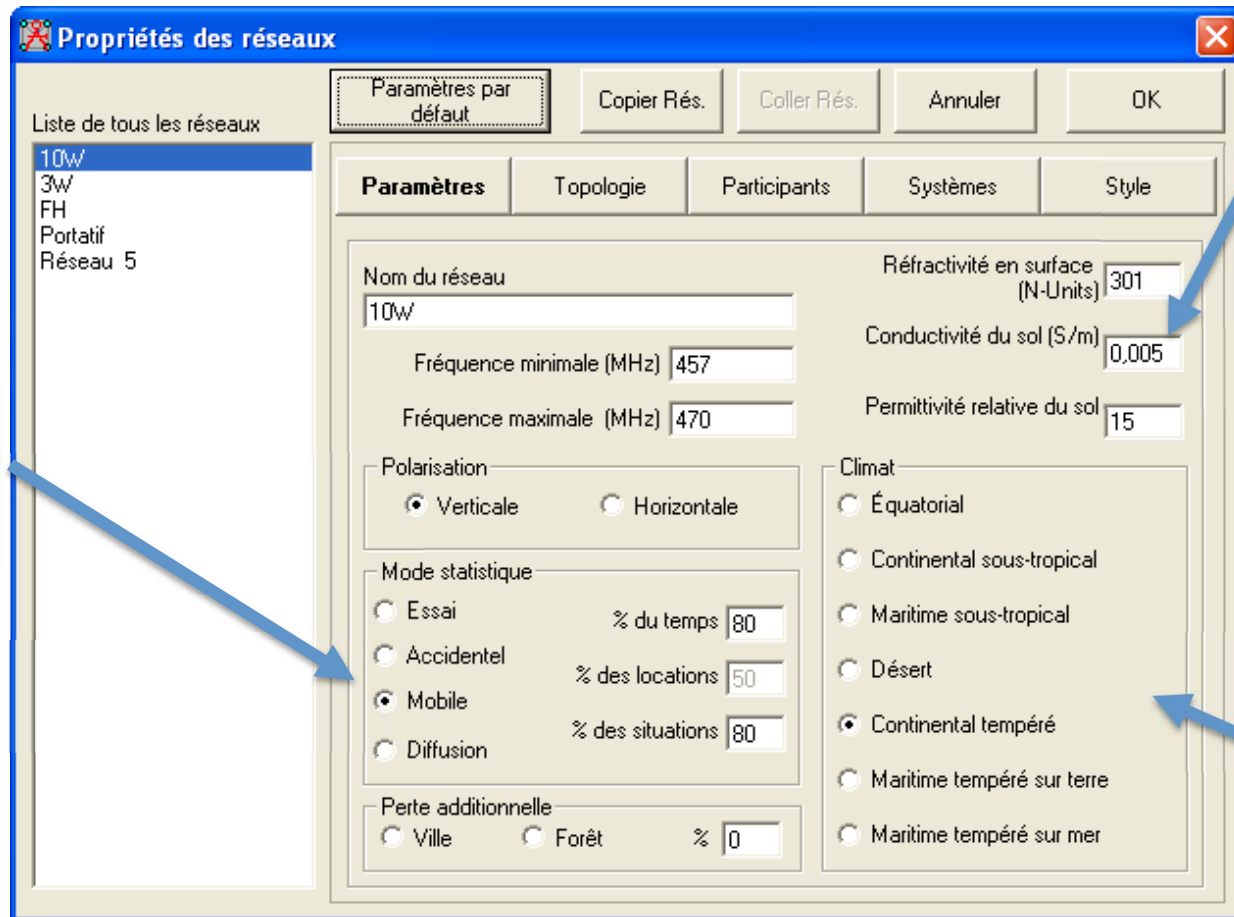 Propriétés des réseaux
Liste de tous les réseaux
10W
3W
FH
Portatif
Réseau 5
Paramètres par
défaut
Copier Rés.
Coller Rés.
Annuler
OK
Paramètres
Topologie
Participants
Systèmes
Style
Nom du réseau
10W
Fréquence minimale (MHz) 457
Fréquence maximale (MHz) 470
Réfractivité en surface
(N-Units) 301
Conductivité du sol (S/m) 0,005
Permittivité relative du sol 15
Polarisation
Verticale
Horizontale
Mode statistique
Essai
Accidentel
Mobile
Diffusion
% du temps 80
% des locations 50
% des situations 80
Perte additionnelle
Ville
Forêt
% 0
Climat
Équatorial
Continental sous-tropical
Maritime sous-tropical
Désert
Continental tempéré
Maritime tempéré sur terre
Maritime tempéré sur mer